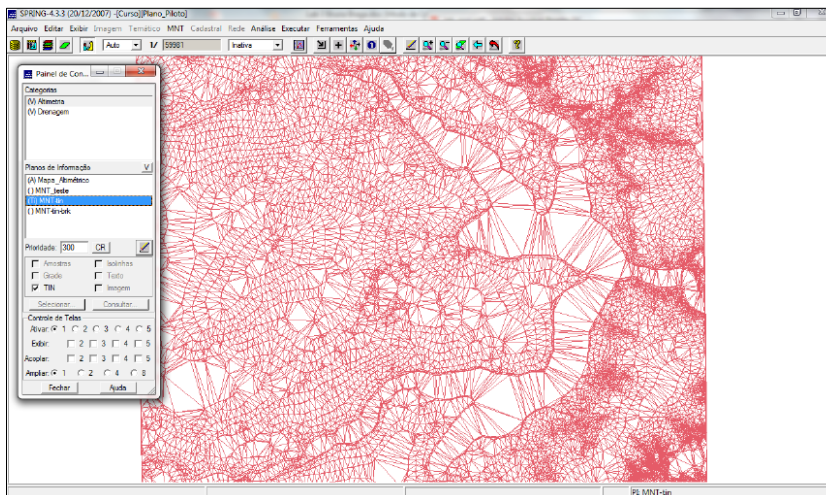 SPRING-4.3.3 (20/12/2007) -[Curso][Plano_Piloto]
Arquivo Editar Exibir Imagem Temático MNT Cadastral Rede Análise Executar Ferramentas Ajuda
Auto 1/ 59981 Inativa
Painel de Con...
Categorias
(V) Altimetria
(V) Drenagem
Planos de Informação V
(A) Mapa_Altimétrico
( ) MNT_teste
(TI) MNT-tin
( ) MNT-tin-brk
Prioridade: 300 CR
Amostras Isolinhas
Grade Texto
TIN Imagem
Selecionar... Consultar...
Controle de Telas
Ativar: 1 2 3 4 5
Exibir: 2 3 4 5
Acoplar: 2 3 4 5
Ampliar: 1 2 4 8
Fechar Ajuda
PI: MNT-tin